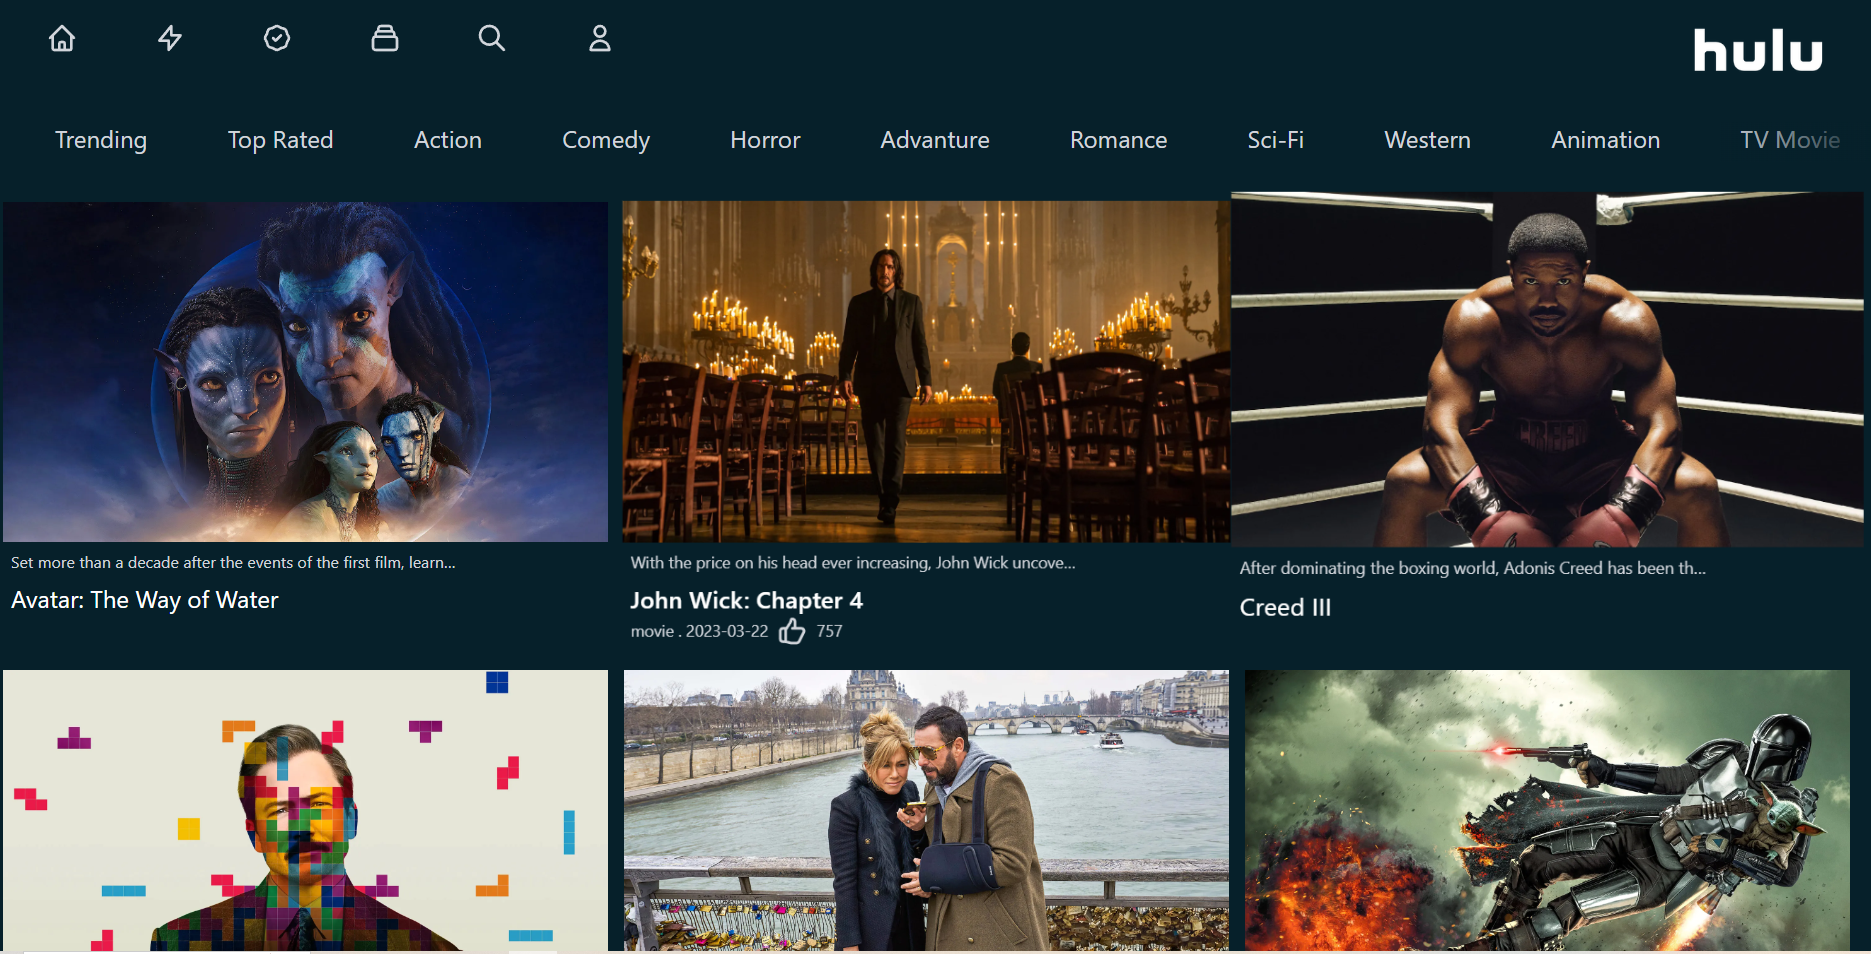 hulu
Trending Top Rated Action Comedy Horror Advanture Romance Sci-Fi Western Animation TV Movie
Set more than a decade after the events of the first film, learn...
Avatar: The Way of Water
With the price on his head ever increasing, John Wick uncove...
John Wick: Chapter 4
movie . 2023-03-22 757
After dominating the boxing world, Adonis Creed has been th...
Creed III